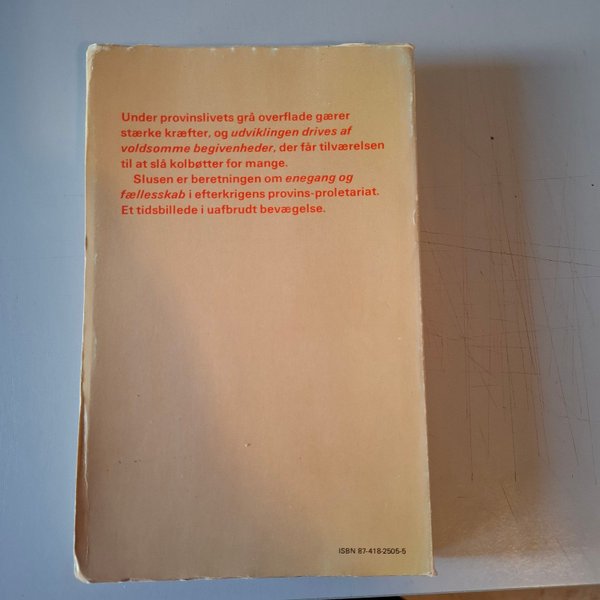 Under provinslivets grå overflade gærer
stærke kræfter, og udviklingen drives af
voldsomme begivenheder, der får tilværelsen
til at slå kolbøtter for mange.
Slusen er beretningen om enegang og
fællesskab i efterkrigens provins-proletariat.
Et tidsbillede i uafbrudt bevægelse.
ISBN 87-418-2505-5